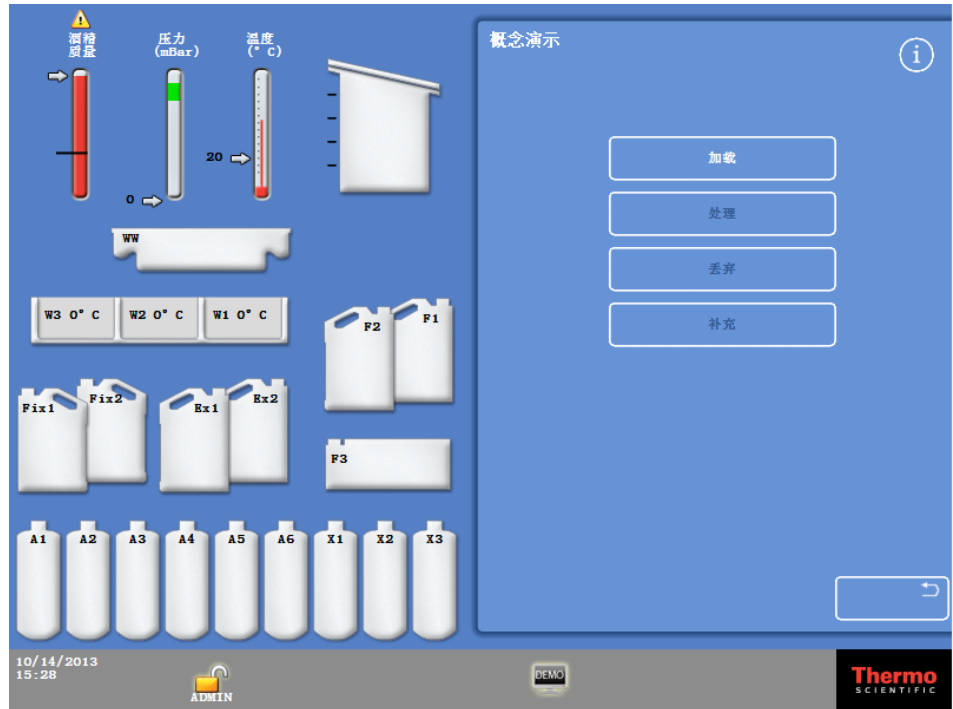 酒精
质量
压力
(mBar)
温度
(° C)
20
0
WW
W3 0° C
W2 0° C
W1 0° C
F2
F1
Fix1
Fix2
Ex1
Ex2
F3
A1
A2
A3
A4
A5
A6
X1
X2
X3
概念演示
i
加载
处理
丢弃
补充
10/14/2013
15:28
ADMIN
DEMO
Thermo
SCIENTIFIC